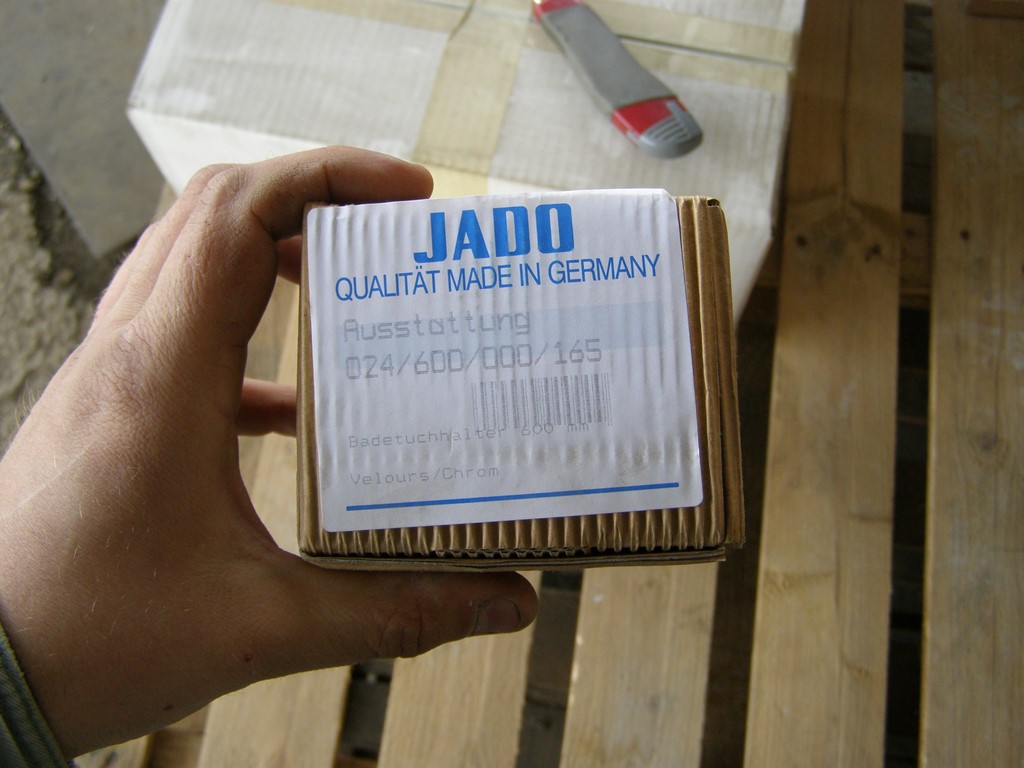 JADO
QUALITÄT MADE IN GERMANY
Ausstattung
024/600/000/165
Badetuchhalter 600 mm
Velours/Chrom